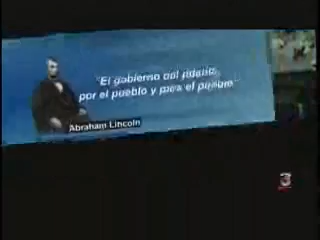 "El gobierno del pueblo,
por el pueblo y para el pueblo"
Abraham Lincoln
3